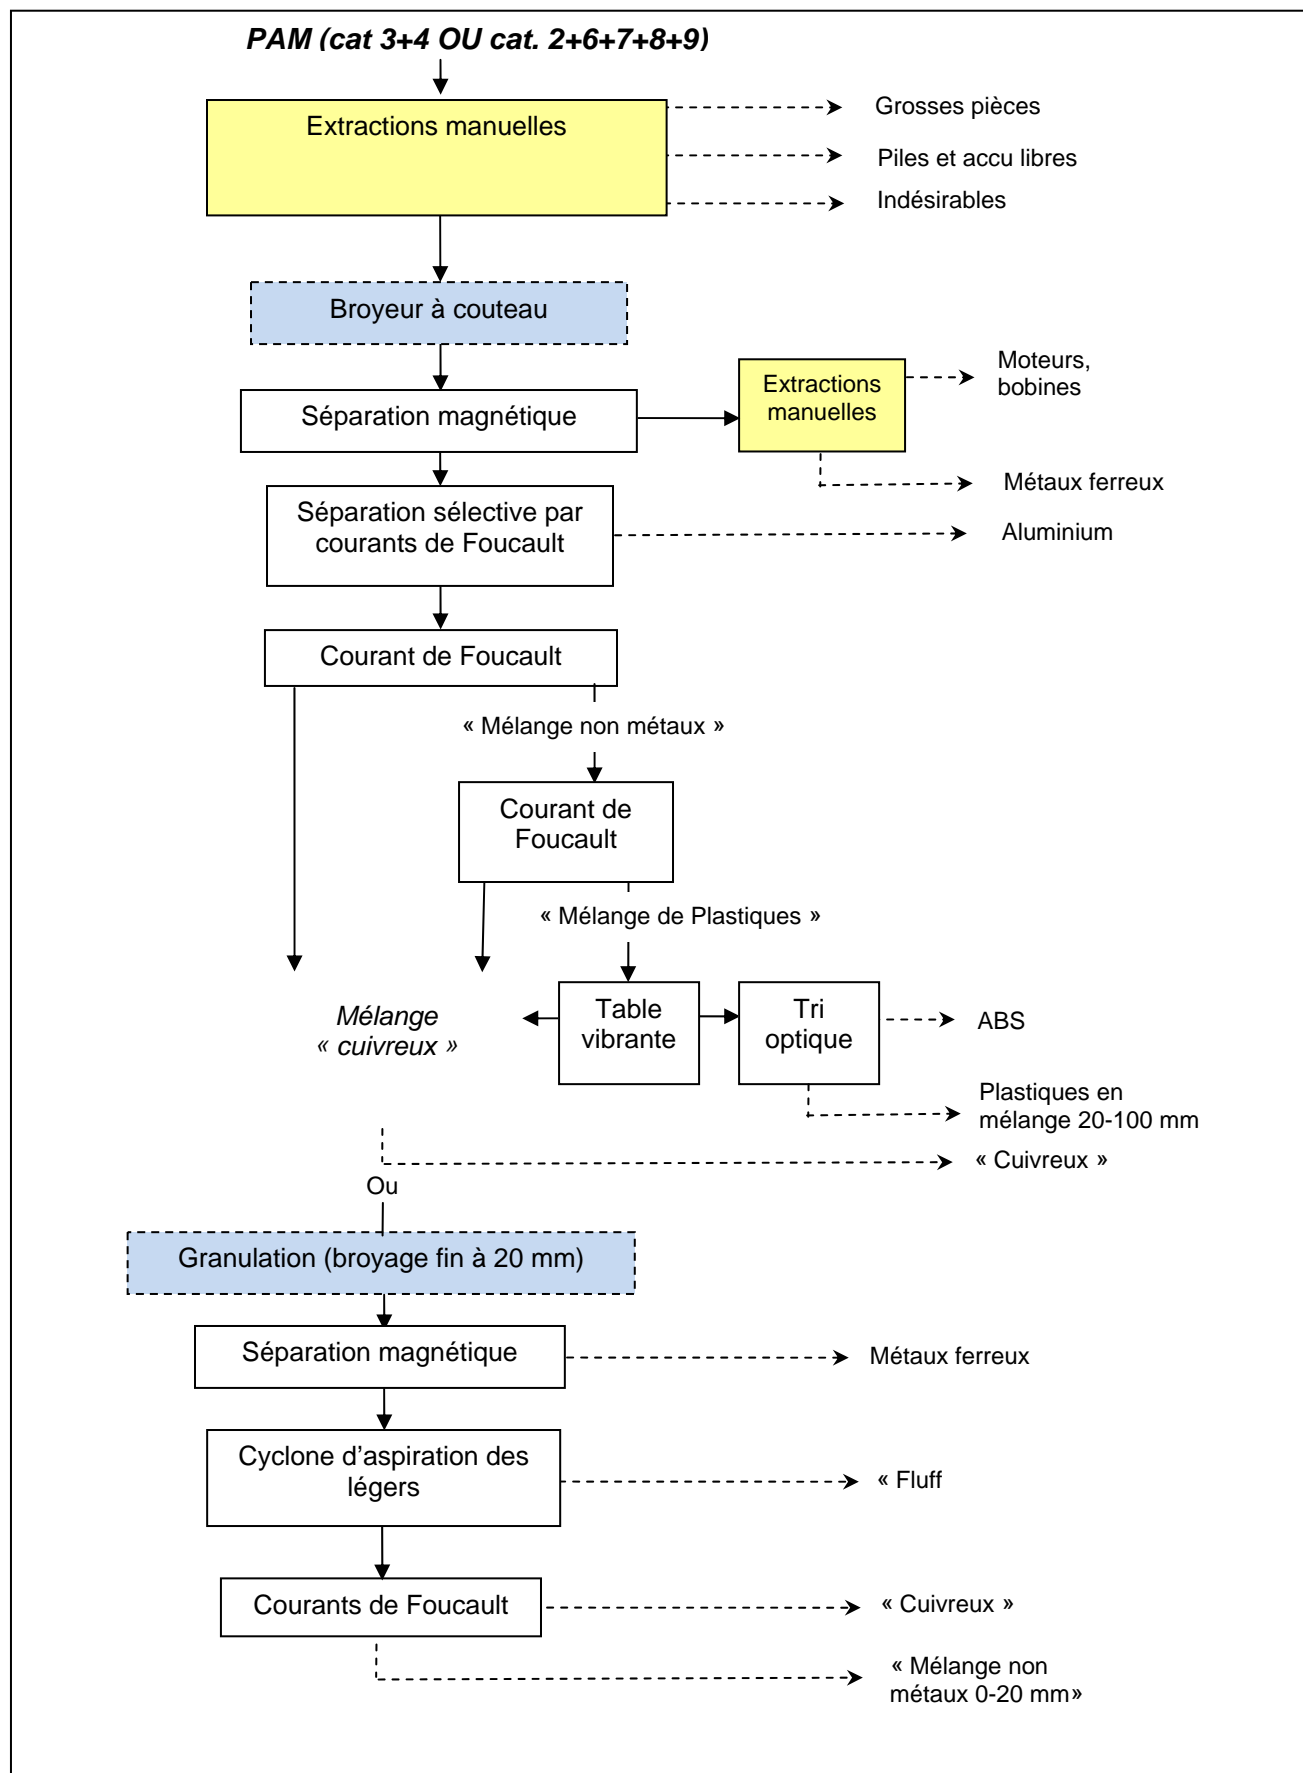 PAM (cat 3+4 OU cat. 2+6+7+8+9)
Extractions manuelles
Grosses pièces
Piles et accu libres
Indésirables
Broyeur à couteau
Séparation magnétique
Extractions
manuelles
Moteurs,
bobines
Métaux ferreux
Séparation sélective par
courants de Foucault
Aluminium
Courant de Foucault
« Mélange non métaux »
Courant de
Foucault
« Mélange de Plastiques »
Mélange
« cuivreux »
Table
vibrante
Tri
optique
ABS
Plastiques en
mélange 20-100 mm
« Cuivreux »
Ou
Granulation (broyage fin à 20 mm)
Séparation magnétique
Métaux ferreux
Cyclone d'aspiration des
légers
« Fluff
Courants de Foucault
« Cuivreux »
« Mélange non
métaux 0-20 mm»